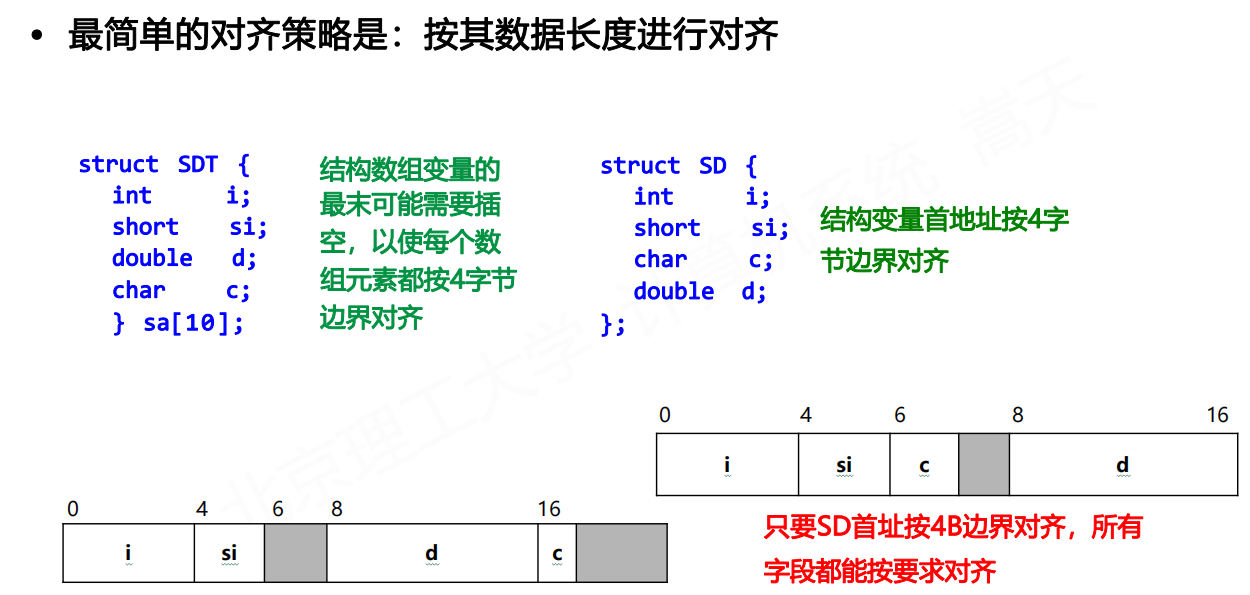 • 最简单的对齐策略是：按其数据长度进行对齐
struct SDT {
int i;
short si;
double d;
char c;
} sa[10];
结构数组变量的
最末可能需要插
空，以使每个数
组元素都按4字节
边界对齐
struct SD {
int i;
short si;
char c;
double d;
};
结构变量首地址按4字
节边界对齐
0 4 6 8 16
i si c d
只要SD首址按4B边界对齐，所有
字段都能按要求对齐
0 4 6 8 16
i si d c
北京理工大学 计算机系统 嵩天